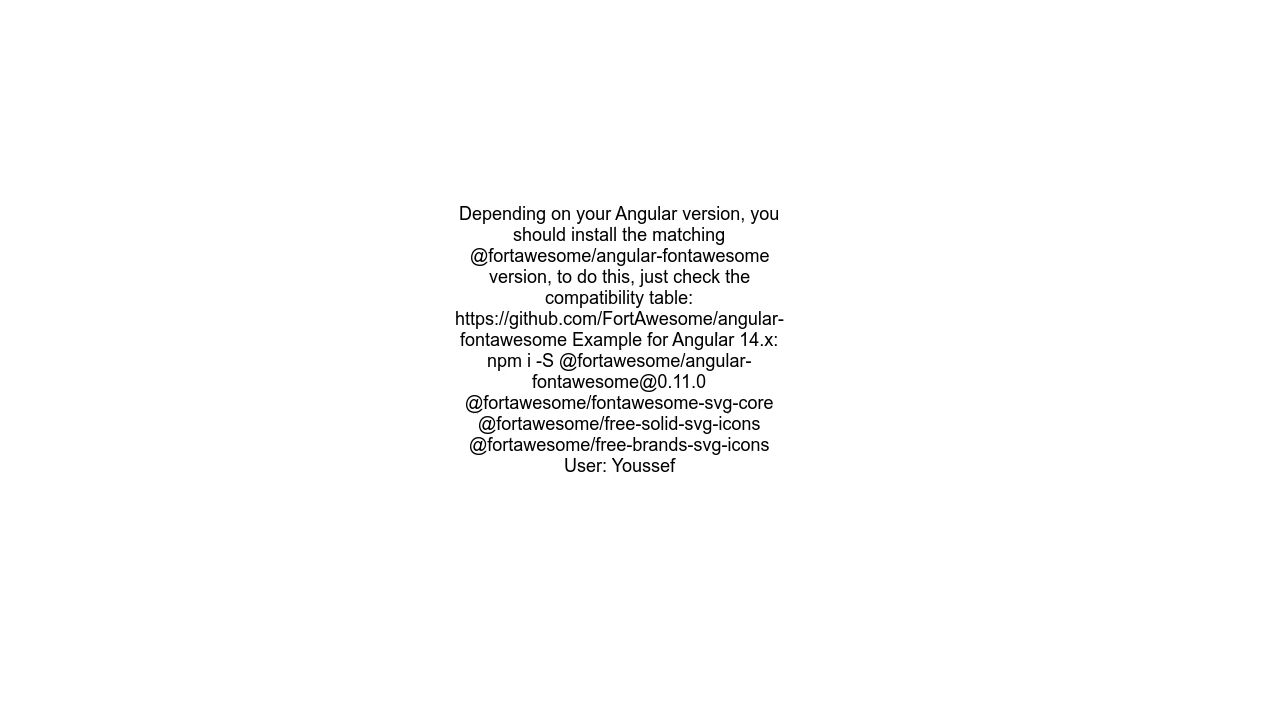 Depending on your Angular version, you
should install the matching
@fortawesome/angular-fontawesome
version, to do this, just check the
compatibility table:
https://github.com/FortAwesome/angular-
fontawesome Example for Angular 14.x:
npm i -S @fortawesome/angular-
fontawesome@0.11.0
@fortawesome/fontawesome-svg-core
@fortawesome/free-solid-svg-icons
@fortawesome/free-brands-svg-icons
User: Youssef